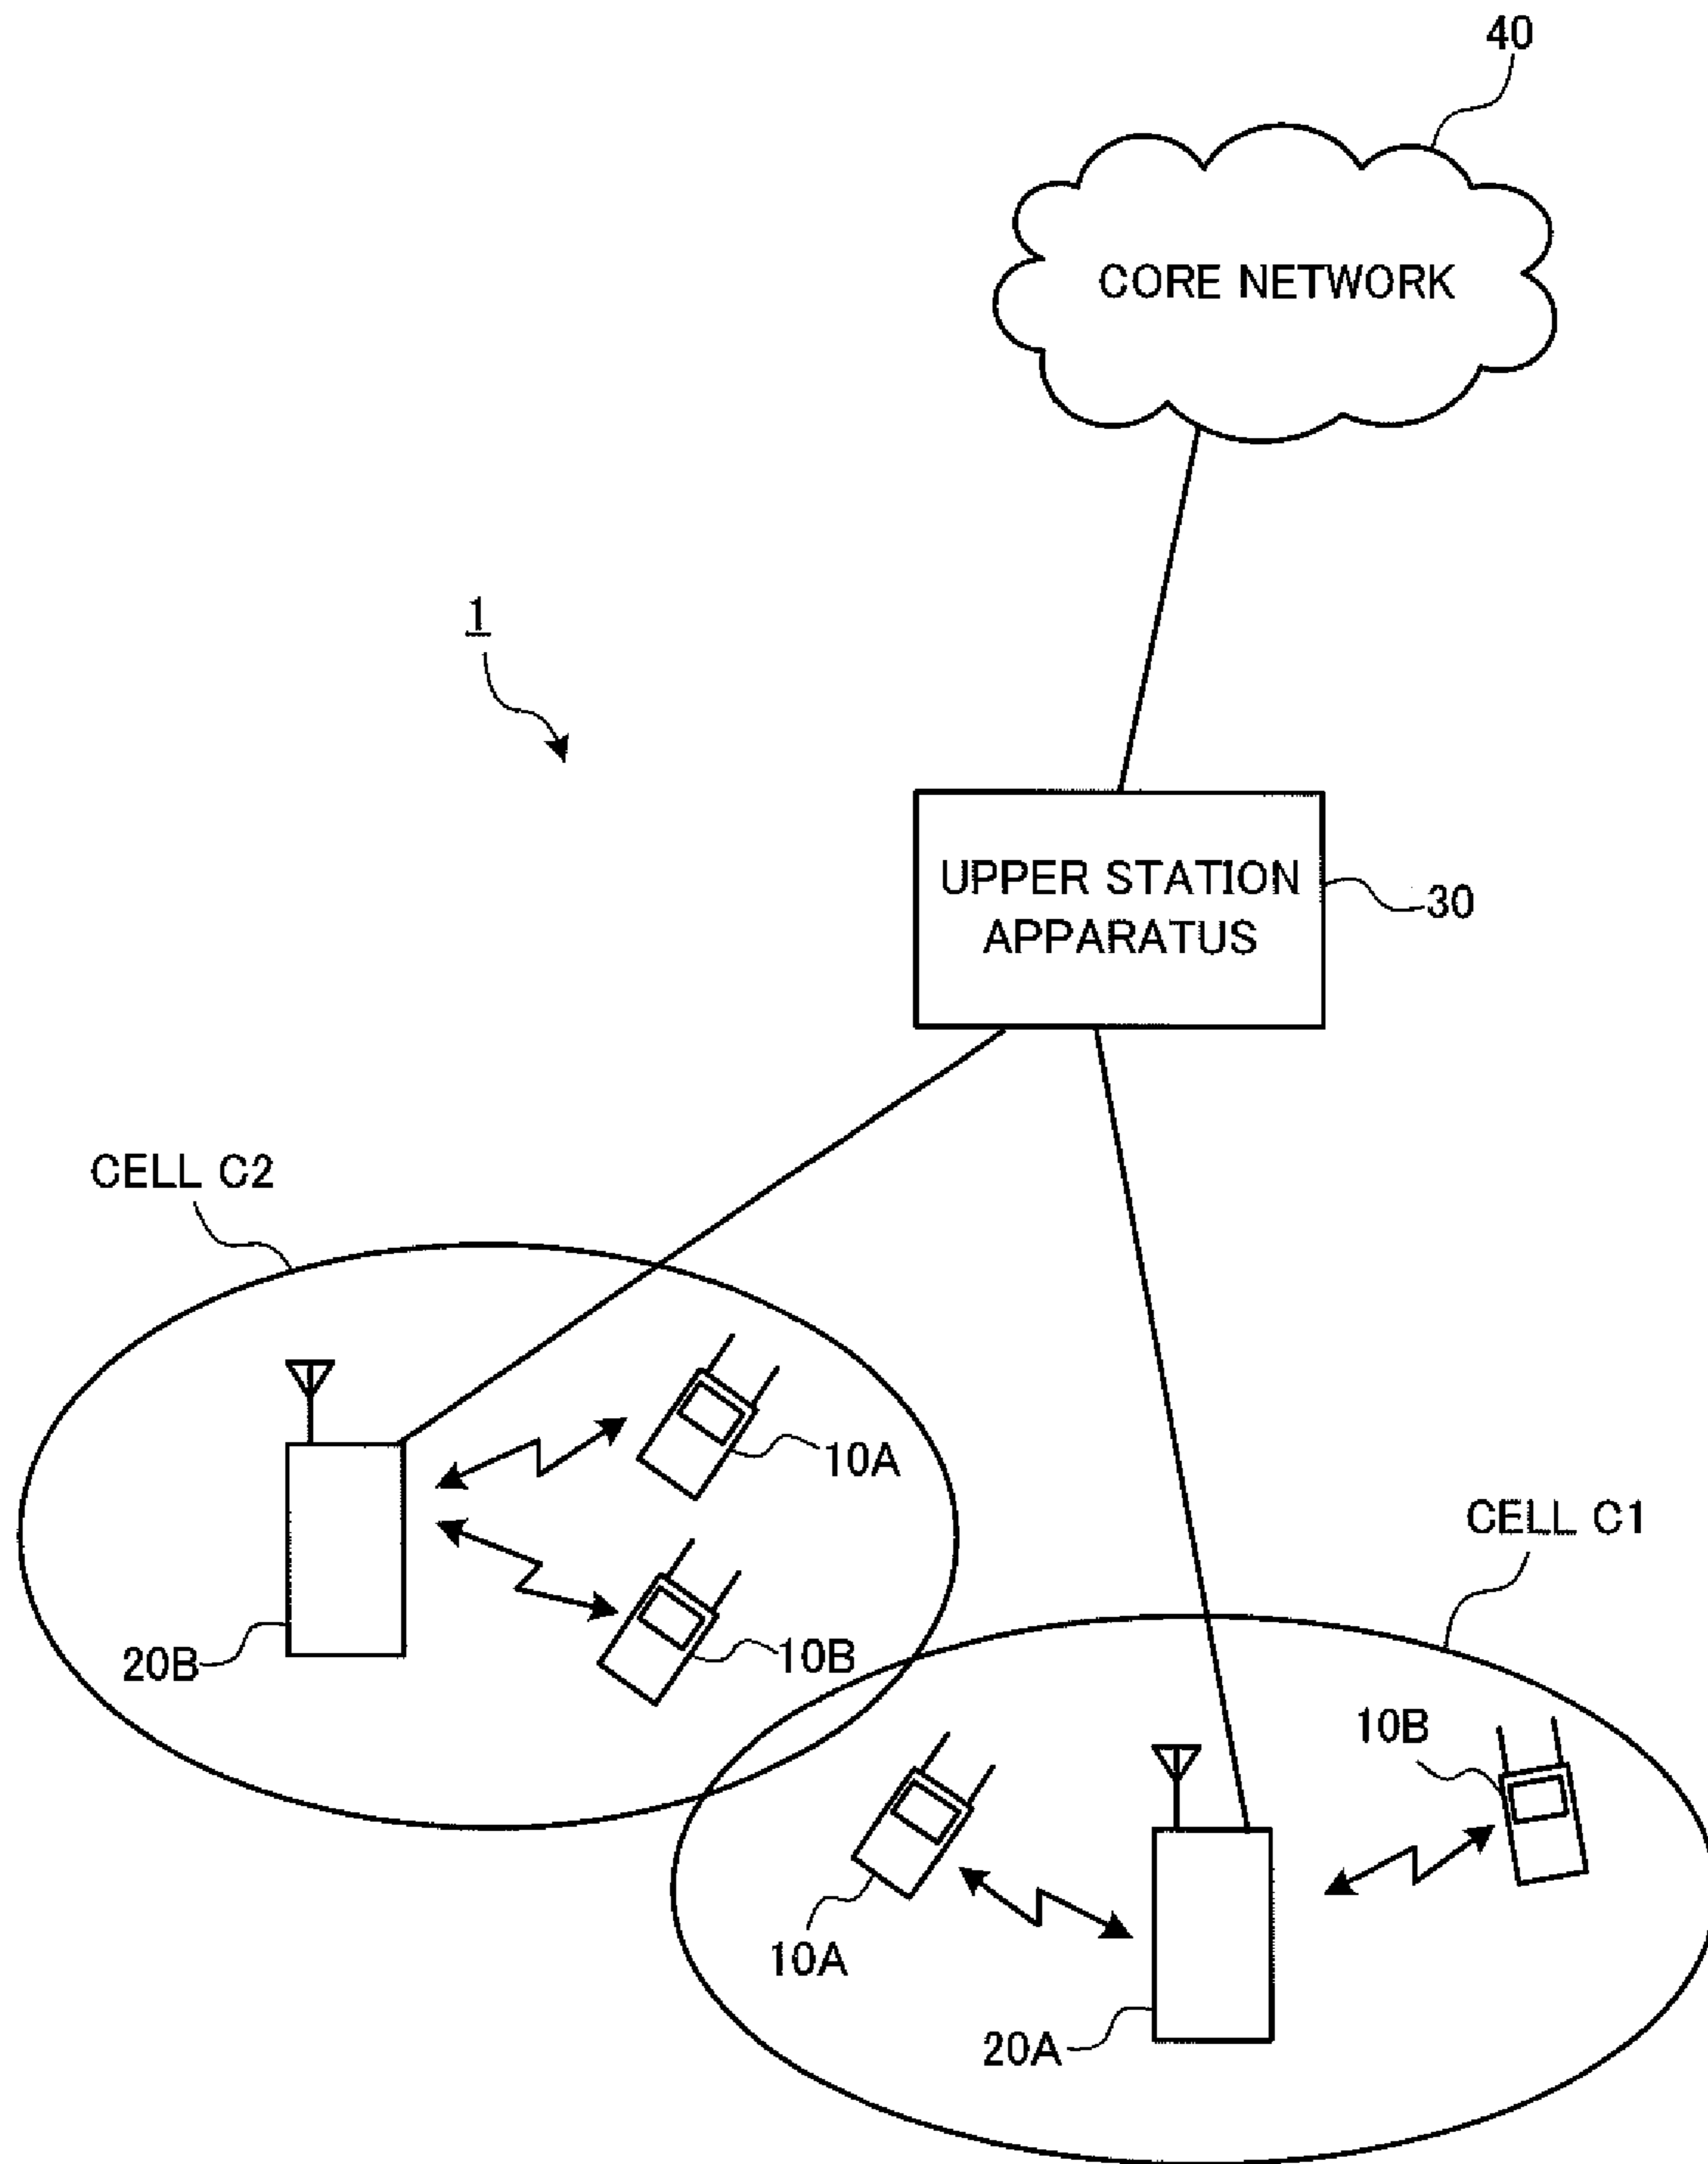 40
CORE NETWORK
1
UPPER STATION
APPARATUS
30
CELL C2
10A
CELL C1
20B
10B
10B
10A
20A